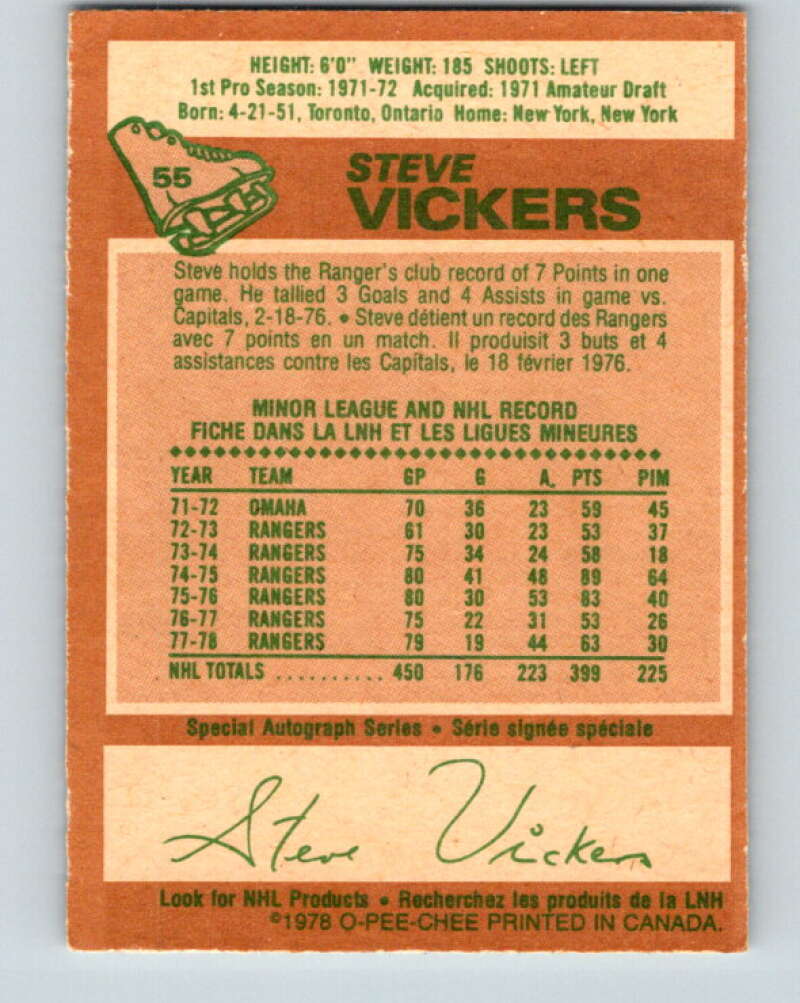 HEIGHT: 6'0" WEIGHT: 185 SHOOTS: LEFT
1st Pro Season: 1971-72 Acquired: 1971 Amateur Draft
Born: 4-21-51, Toronto, Ontario Home: New York, New York
55
STEVE
VICKERS
Steve holds the Ranger's club record of 7 Points in one
game. He tallied 3 Goals and 4 Assists in game vs.
Capitals, 2-18-76. • Steve détient un record des Rangers
avec 7 points en un match. Il produisit 3 buts et 4
assistances contre les Capitals, le 18 février 1976.
MINOR LEAGUE AND NHL RECORD
FICHE DANS LA LNH ET LES LIGUES MINEURES
YEAR TEAM GP G A. PTS PIM
71-72 OMAHA 70 36 23 59 45
72-73 RANGERS 61 30 23 53 37
73-74 RANGERS 75 34 24 58 18
74-75 RANGERS 80 41 48 89 64
75-76 RANGERS 80 30 53 83 40
76-77 RANGERS 75 22 31 53 26
77-78 RANGERS 79 19 44 63 30
NHL TOTALS .......... 450 176 223 399 225
Special Autograph Series • Série signée spéciale
Steve Vickers
Look for NHL Products • Recherchez les produits de la LNH
©1978 O-PEE-CHEE PRINTED IN CANADA.